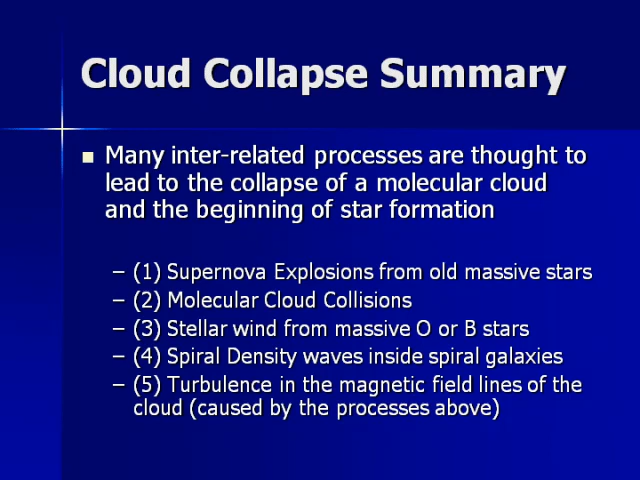 Cloud Collapse Summary
■ Many inter-related processes are thought to
lead to the collapse of a molecular cloud
and the beginning of star formation
– (1) Supernova Explosions from old massive stars
– (2) Molecular Cloud Collisions
– (3) Stellar wind from massive O or B stars
– (4) Spiral Density waves inside spiral galaxies
– (5) Turbulence in the magnetic field lines of the
cloud (caused by the processes above)